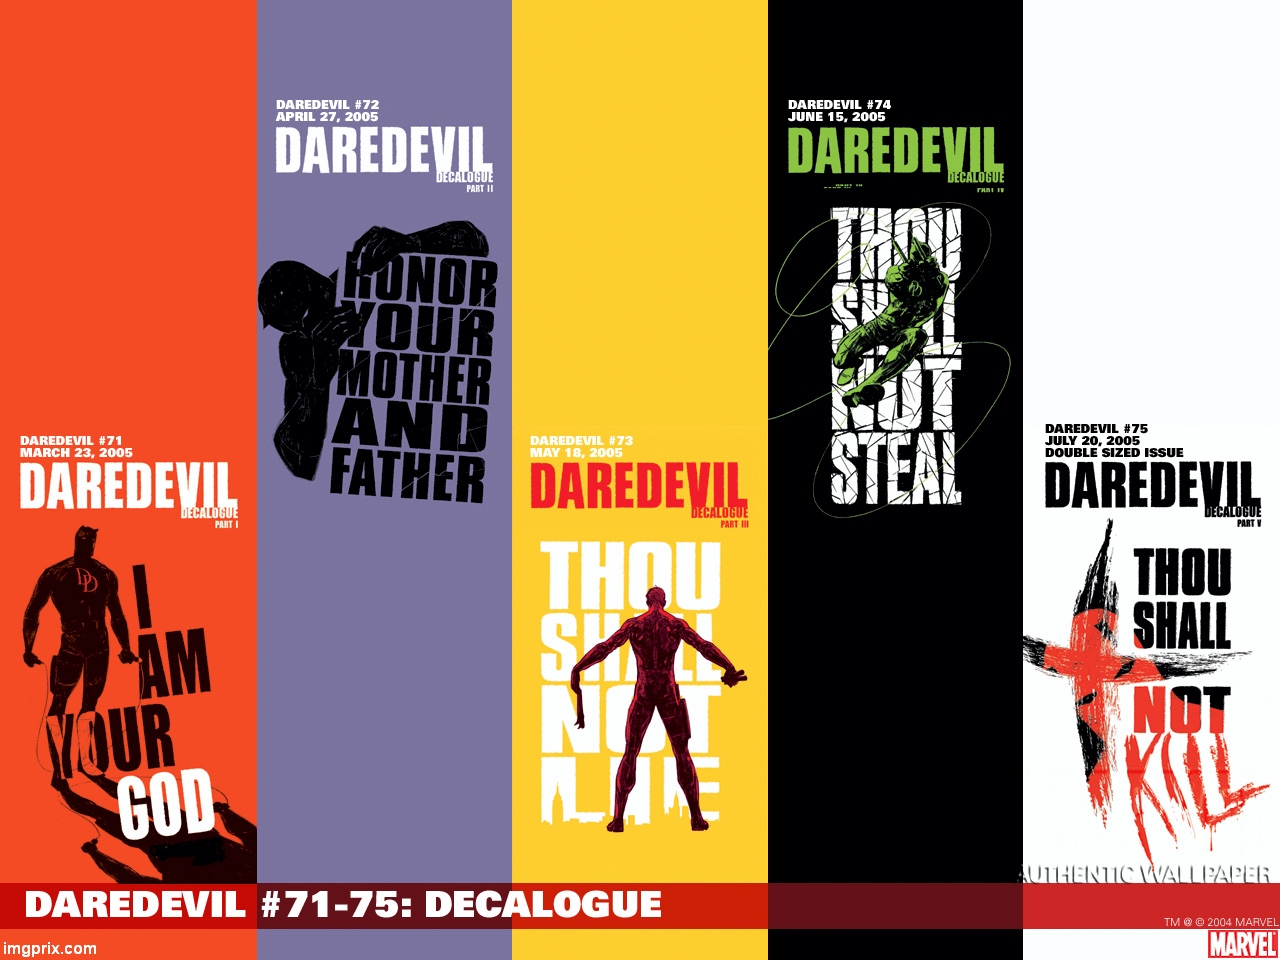 DAREDEVIL #71
MARCH 23, 2005
DAREDEVIL
DECALOGUE
PART I
I
AM
YOUR
GOD
DAREDEVIL #72
APRIL 27, 2005
DAREDEVIL
DECALOGUE
PART II
HONOR
YOUR
MOTHER
AND
FATHER
DAREDEVIL #73
MAY 18, 2005
DAREDEVIL
DECALOGUE
PART III
THOU
SHALL
NOT
LIE
DAREDEVIL #74
JUNE 15, 2005
DAREDEVIL
DECALOGUE
PART IV
THOU
SHALL
NOT
STEAL
DAREDEVIL #75
JULY 20, 2005
DOUBLE SIZED ISSUE
DAREDEVIL
DECALOGUE
PART V
THOU
SHALL
NOT
KILL
AUTHENTIC WALLPAPER
DAREDEVIL #71-75: DECALOGUE
TM @ © 2004 MARVEL
MARVEL
imgprix.com